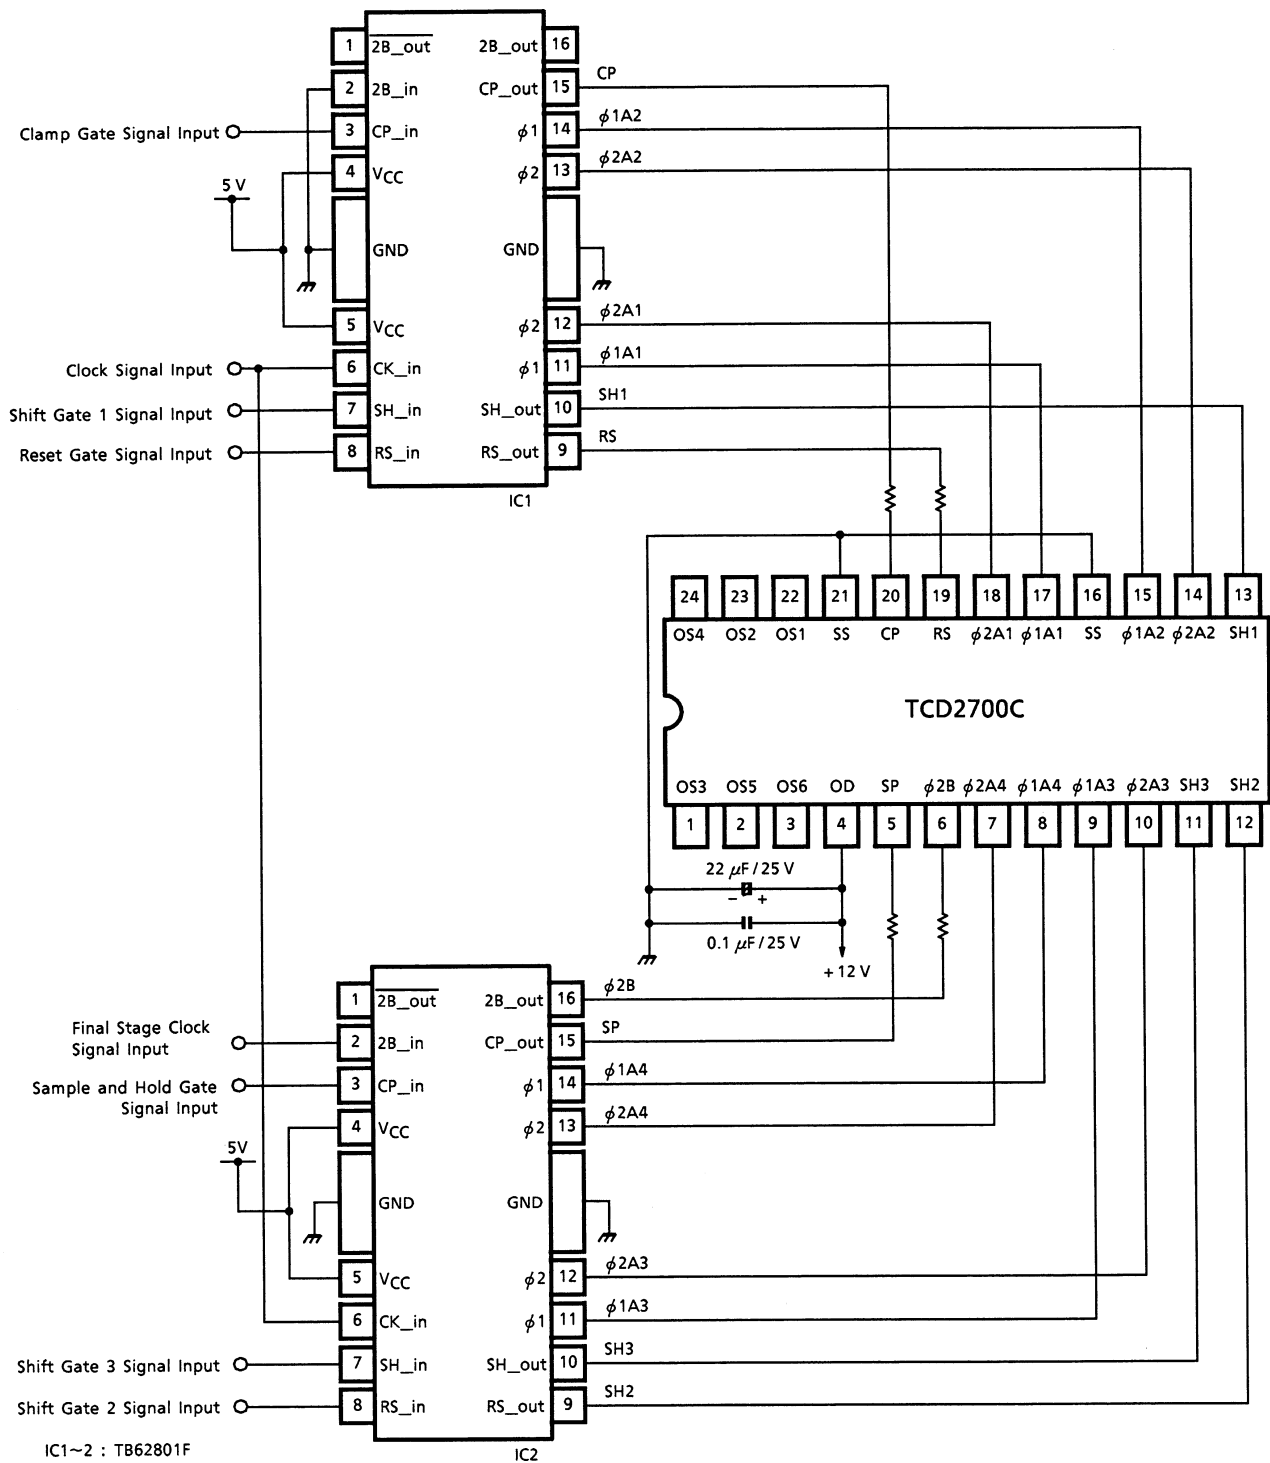 1 2B_out 2B_out 16
2 2B_in CP_out 15 CP
Clamp Gate Signal Input 3 CP_in ϕ1 14 ϕ1A2
4 VCC ϕ2 13 ϕ2A2
5 V
GND GND
5 VCC ϕ2 12 ϕ2A1
Clock Signal Input 6 CK_in ϕ1 11 ϕ1A1
Shift Gate 1 Signal Input 7 SH_in SH_out 10 SH1
Reset Gate Signal Input 8 RS_in RS_out 9 RS
IC1
24 23 22 21 20 19 18 17 16 15 14 13
OS4 OS2 OS1 SS CP RS ϕ2A1 ϕ1A1 SS ϕ1A2 ϕ2A2 SH1
TCD2700C
OS3 OS5 OS6 OD SP ϕ2B ϕ2A4 ϕ1A4 ϕ1A3 ϕ2A3 SH3 SH2
1 2 3 4 5 6 7 8 9 10 11 12
22 μF / 25 V
− +
0.1 μF / 25 V
+ 12 V
1 2B_out 2B_out 16 ϕ2B
Final Stage Clock
Signal Input
2 2B_in CP_out 15 SP
Sample and Hold Gate
Signal Input
3 CP_in ϕ1 14 ϕ1A4
4 VCC ϕ2 13 ϕ2A4
5V
GND GND
5 VCC ϕ2 12 ϕ2A3
6 CK_in ϕ1 11 ϕ1A3
Shift Gate 3 Signal Input 7 SH_in SH_out 10 SH3
Shift Gate 2 Signal Input 8 RS_in RS_out 9 SH2
IC1~2 : TB62801F
IC2